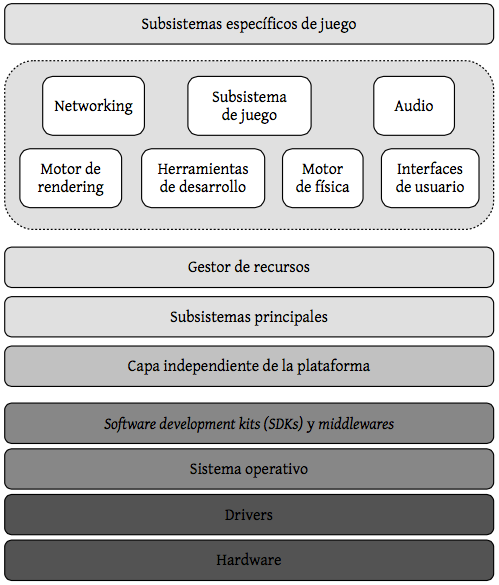 Subsistemas específicos de juego
Networking
Subsistema
de juego
Audio
Motor de
rendering
Herramientas
de desarrollo
Motor
de física
Interfaces
de usuario
Gestor de recursos
Subsistemas principales
Capa independiente de la plataforma
Software development kits (SDKs) y middlewares
Sistema operativo
Drivers
Hardware